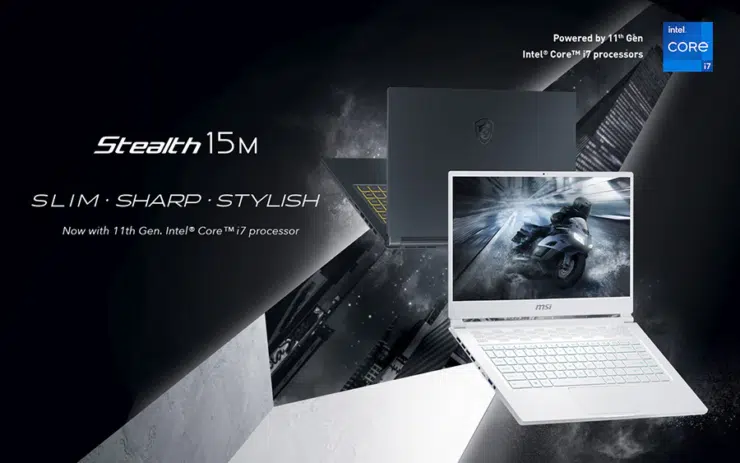 Powered by 11th Gen
Intel® Core™ i7 processors
intel.
CORE
i7
Stealth 15M
SLIM · SHARP · STYLISH
Now with 11th Gen. Intel® Core™ i7 processor
msi